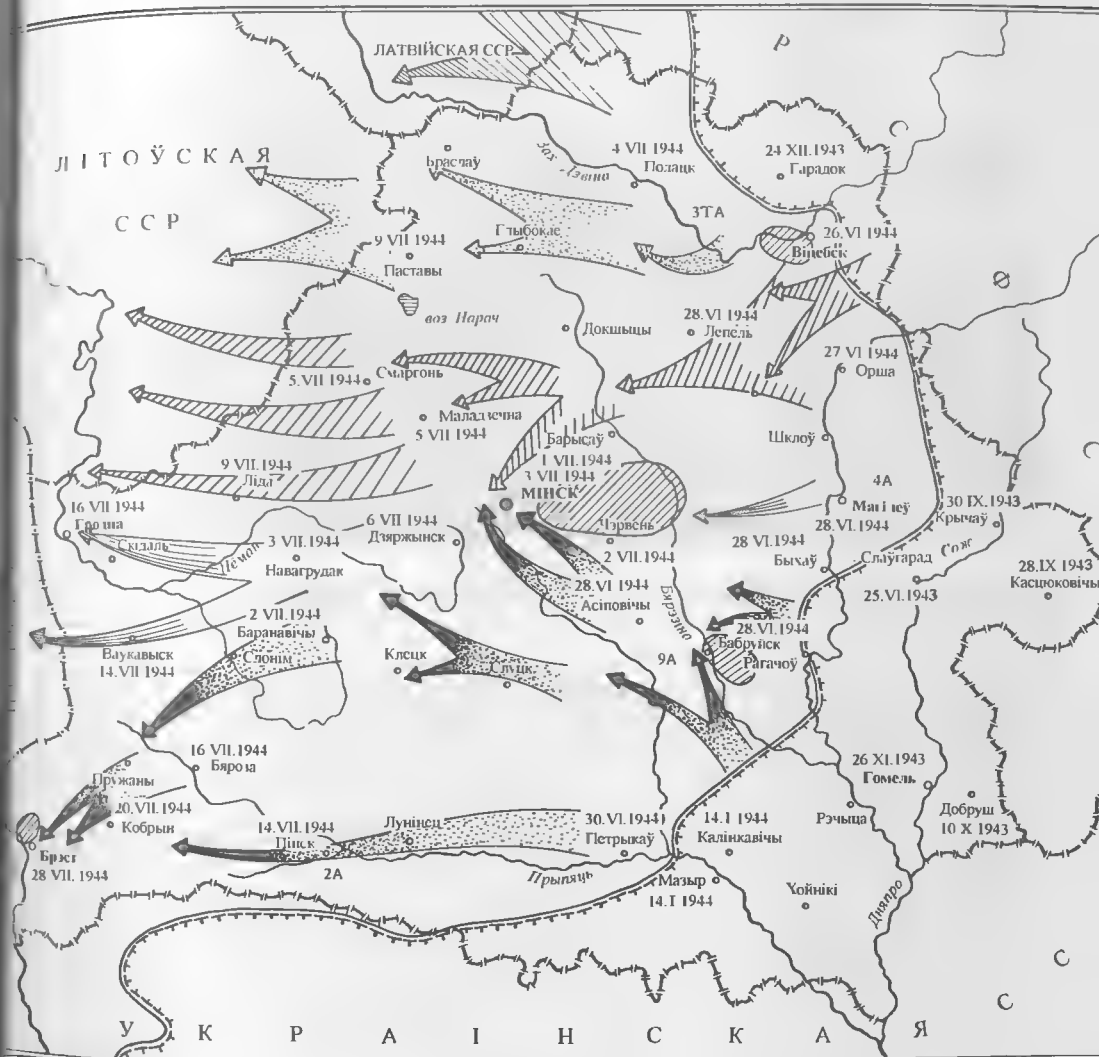 ЛАТВІЙСКАЯ ССР
Р
С
Ф
С
С
ЛІТОЎСКАЯ
ССР
Браслаў
Зах. Дзвіна
4 VII 1944
Полацк
24 XII.1943
Гарадок
3ТА
26.VI 1944
Віцебск
9 VII 1944
Паставы
Глыбокае
воз Нарач
Докшыцы
28.VI 1944
Лепель
27 VI 1944
Орша
5.VII 1944
Смаргонь
Маладзечна
5 VII 1944
Шклоў
Барысаў
1 VII.1944
3 VII 1944
МІНСК
9 VII.1944
Ліда
4А
Магілеў
28.VI.1944
30 IX.1943
Крычаў
16 VII 1944
Гродна
Скідаль
Нёман
3 VII.1944
Навагрудак
6 VII 1944
Дзяржынск
Чэрвень
2 VII.1944
28.VI 1944
Быхаў
Слаўгарад
25.VI.1943
Сож
28.IX 1943
Касцюковічы
28.VI 1944
Асіповічы
Бярэзіна
2 VII.1944
Баранавічы
Ваўкавыск
14.VII 1944
Слонім
Клецк
Слуцк
9А
28.VI.1944
Бабруйск
Рагачоў
16 VII.1944
Бяроза
Пружаны
20.VII.1944
Кобрын
Брэст
28 VII. 1944
14.VII.1944
Пінск
2А
Лунінец
30.VI.1944
Петрыкаў
14.I 1944
Калінкавічы
26 XI.1943
Гомель
Рэчыца
Добруш
10 X 1943
Прыпяць
Мазыр
14.I 1944
Хойнікі
Дняпро
УКРАІНСКАЯ